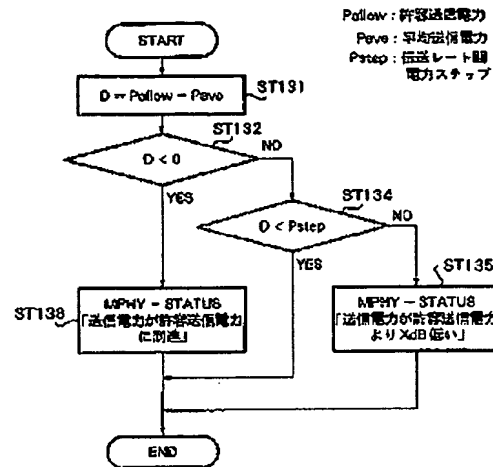 Pallow : 許容送信電力
Pave : 平均送信電力
Pstep : 伝送レート間
電力ステップ
START
ST131
D = Pallow - Pave
ST132
D < 0
NO
YES
ST134
D < Pstep
NO
YES
ST138
MPHY - STATUS
「送信電力が許容送信電力
に到達」
ST135
MPHY - STATUS
「送信電力が許容送信電力
よりXdB低い」
END